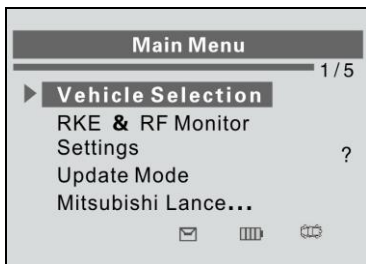 Main Menu
1/5
Vehicle Selection
RKE & RF Monitor
Settings
?
Update Mode
Mitsubishi Lance...